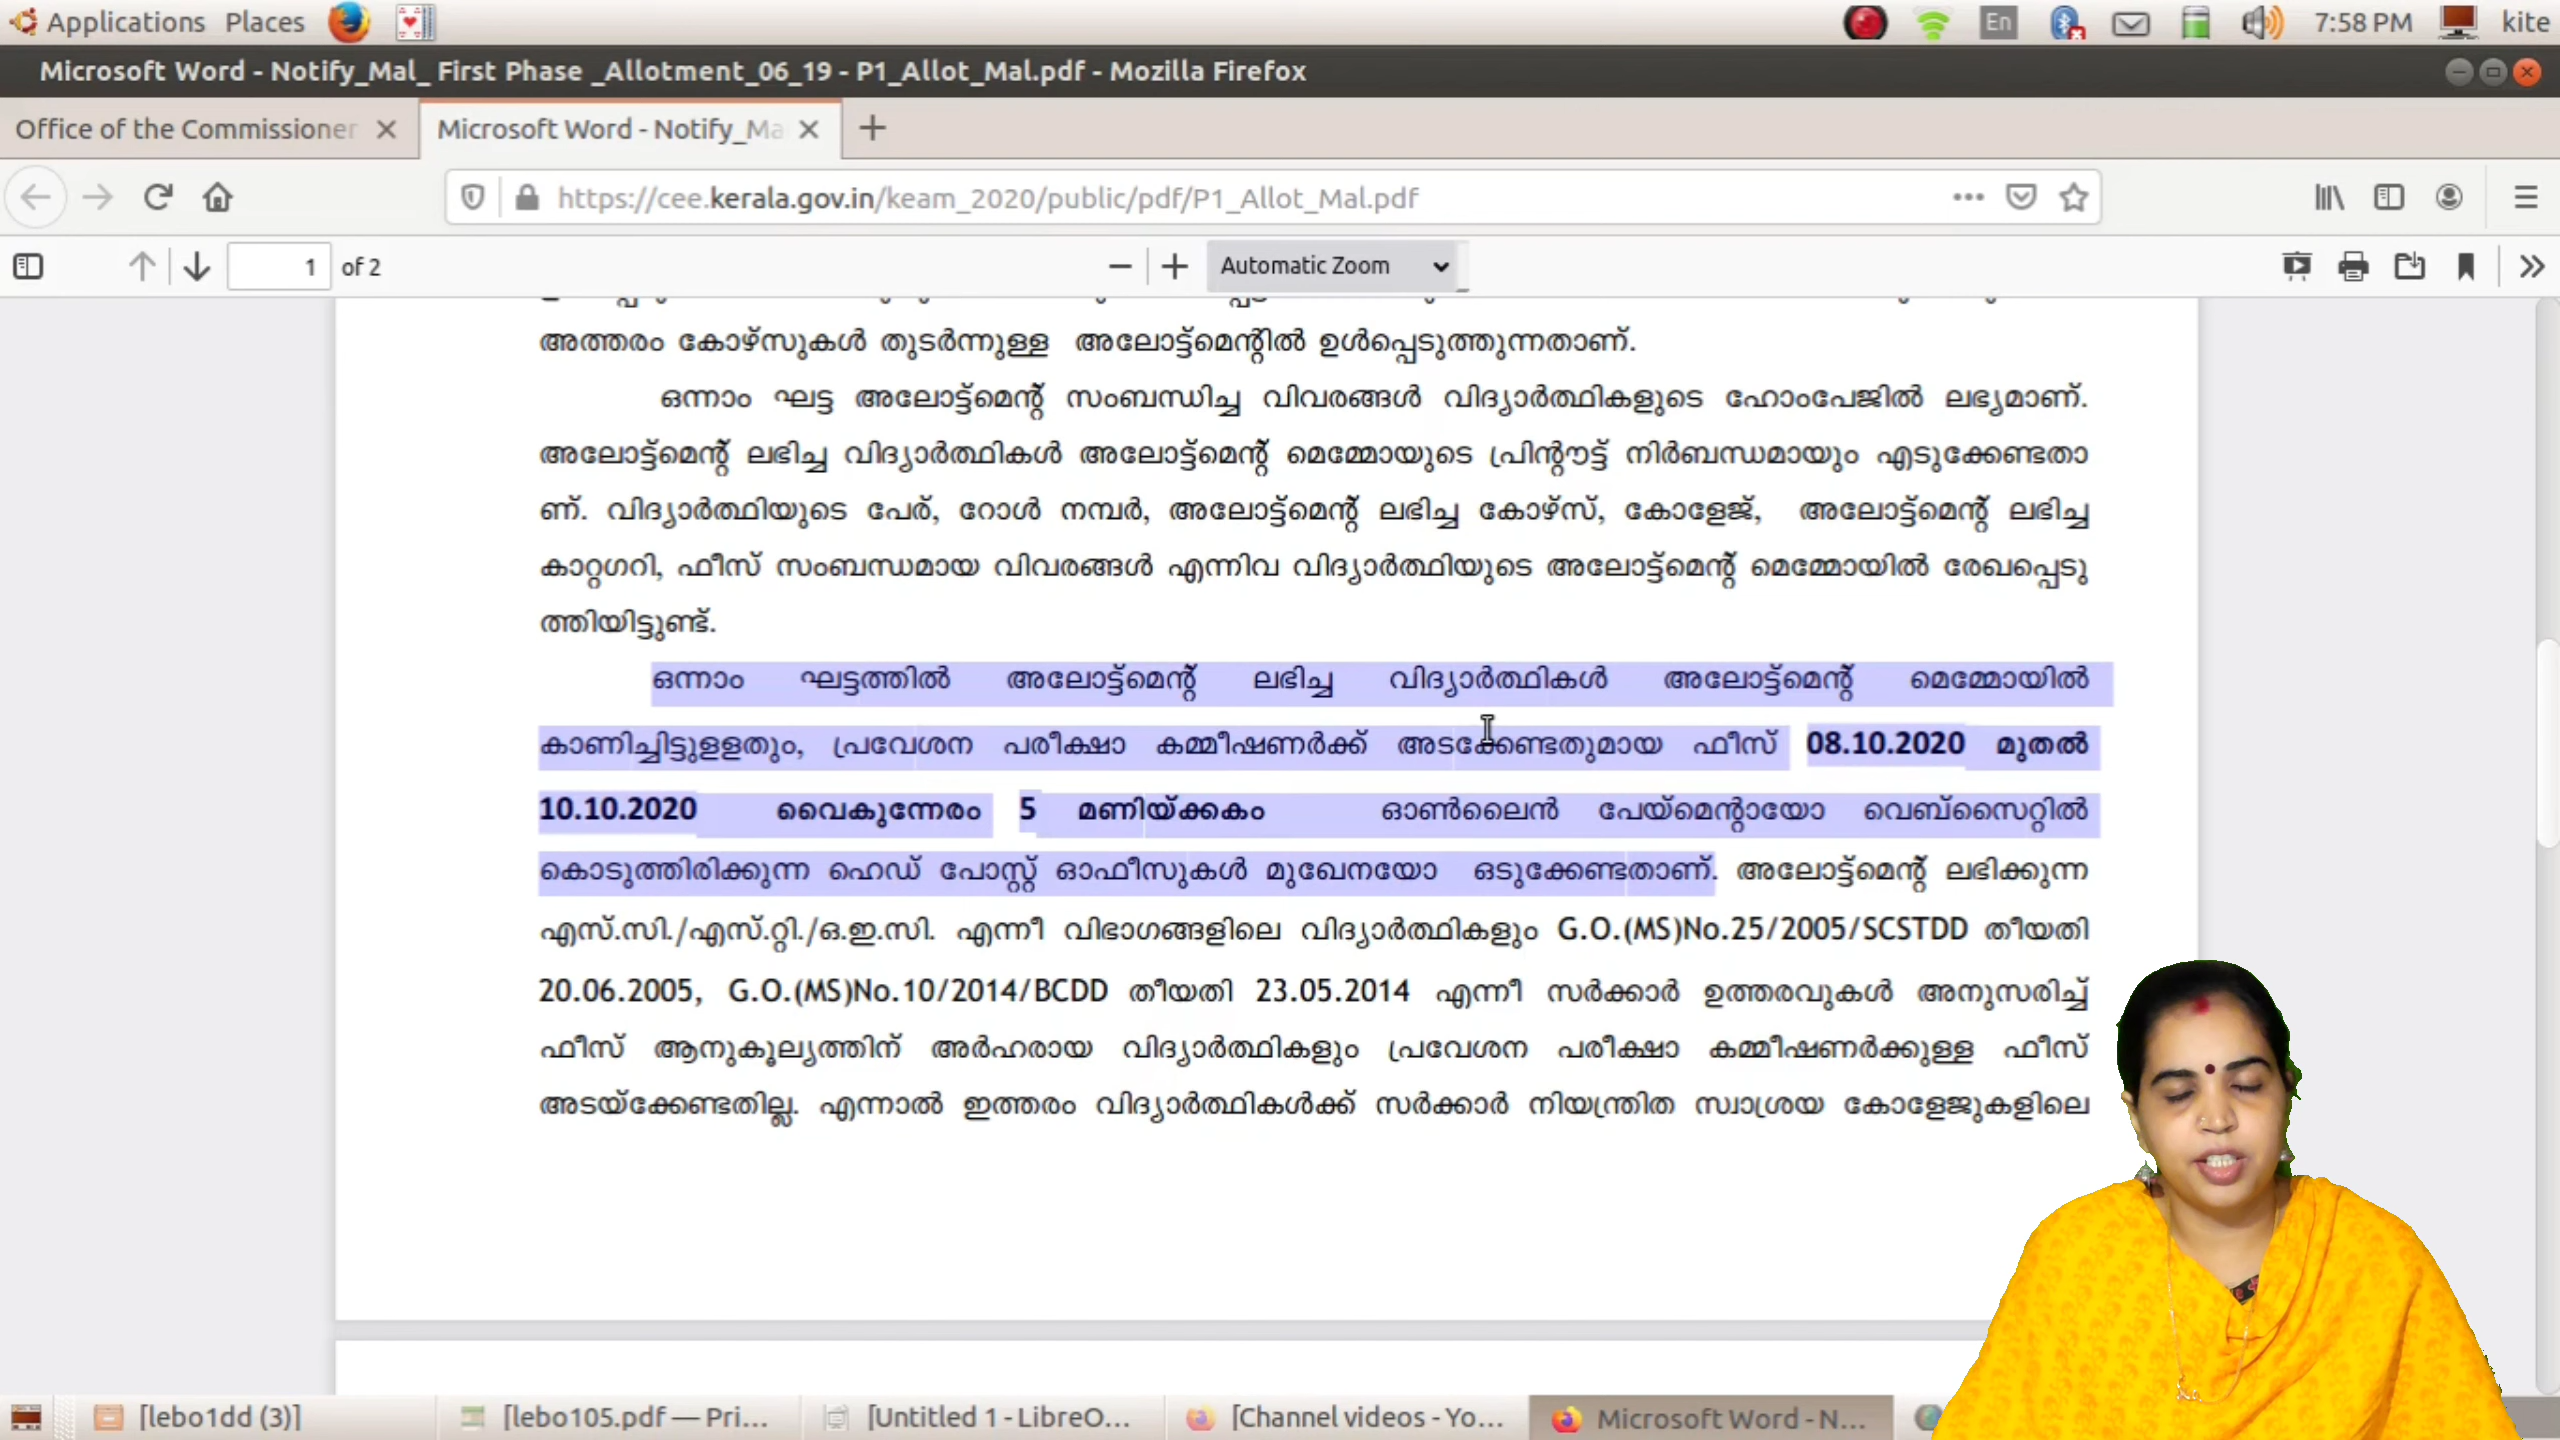 Applications Places
En
7:58 PM
kite
Microsoft Word - Notify_Mal_ First Phase _Allotment_06_19 - P1_Allot_Mal.pdf - Mozilla Firefox
Office of the Commissioner
Microsoft Word - Notify_Ma
https://cee.kerala.gov.in/keam_2020/public/pdf/P1_Allot_Mal.pdf
1 of 2
Automatic Zoom
അത്തരം കോഴ്സുകൾ തുടർന്നുള്ള അലോട്ട്മെന്റിൽ ഉൾപ്പെടുത്തുന്നതാണ്.
ഒന്നാം ഘട്ട അലോട്ട്മെന്റ് സംബന്ധിച്ച വിവരങ്ങൾ വിദ്യാർത്ഥികളുടെ ഹോംപേജിൽ ലഭ്യമാണ്.
അലോട്ട്മെന്റ് ലഭിച്ച വിദ്യാർത്ഥികൾ അലോട്ട്മെന്റ് മെമ്മോയുടെ പ്രിന്റൗട്ട് നിർബന്ധമായും എടുക്കേണ്ടതാ
ണ്. വിദ്യാർത്ഥിയുടെ പേര്, റോൾ നമ്പർ, അലോട്ട്മെന്റ് ലഭിച്ച കോഴ്സ്, കോളേജ്, അലോട്ട്മെന്റ് ലഭിച്ച
കാറ്റഗറി, ഫീസ് സംബന്ധമായ വിവരങ്ങൾ എന്നിവ വിദ്യാർത്ഥിയുടെ അലോട്ട്മെന്റ് മെമ്മോയിൽ രേഖപ്പെടു
ത്തിയിട്ടുണ്ട്.
ഒന്നാം ഘട്ടത്തിൽ അലോട്ട്മെന്റ് ലഭിച്ച വിദ്യാർത്ഥികൾ അലോട്ട്മെന്റ് മെമ്മോയിൽ
കാണിച്ചിട്ടുളളതും, പ്രവേശന പരീക്ഷാ കമ്മീഷണർക്ക് അടക്കേണ്ടതുമായ ഫീസ് 08.10.2020 മുതൽ
10.10.2020 വൈകുന്നേരം 5 മണിയ്ക്കകം ഓൺലൈൻ പേയ്മെന്റായോ വെബ്സൈറ്റിൽ
കൊടുത്തിരിക്കുന്ന ഹെഡ് പോസ്റ്റ് ഓഫീസുകൾ മുഖേനയോ ഒടുക്കേണ്ടതാണ്. അലോട്ട്മെന്റ് ലഭിക്കുന്ന
എസ്.സി./എസ്.റ്റി./ഒ.ഇ.സി. എന്നീ വിഭാഗങ്ങളിലെ വിദ്യാർത്ഥികളും G.O.(MS)No.25/2005/SCSTDD തീയതി
20.06.2005, G.O.(MS)No.10/2014/BCDD തീയതി 23.05.2014 എന്നീ സർക്കാർ ഉത്തരവുകൾ അനുസരിച്ച്
ഫീസ് ആനുകൂല്യത്തിന് അർഹരായ വിദ്യാർത്ഥികളും പ്രവേശന പരീക്ഷാ കമ്മീഷണർക്കുള്ള ഫീസ്
അടയ്ക്കേണ്ടതില്ല. എന്നാൽ ഇത്തരം വിദ്യാർത്ഥികൾക്ക് സർക്കാർ നിയന്ത്രിത സ്വാശ്രയ കോളേജുകളിലെ
[lebo1dd (3)]
[lebo105.pdf — Pri...
[Untitled 1 - LibreO...
[Channel videos - Yo...
Microsoft Word - N...